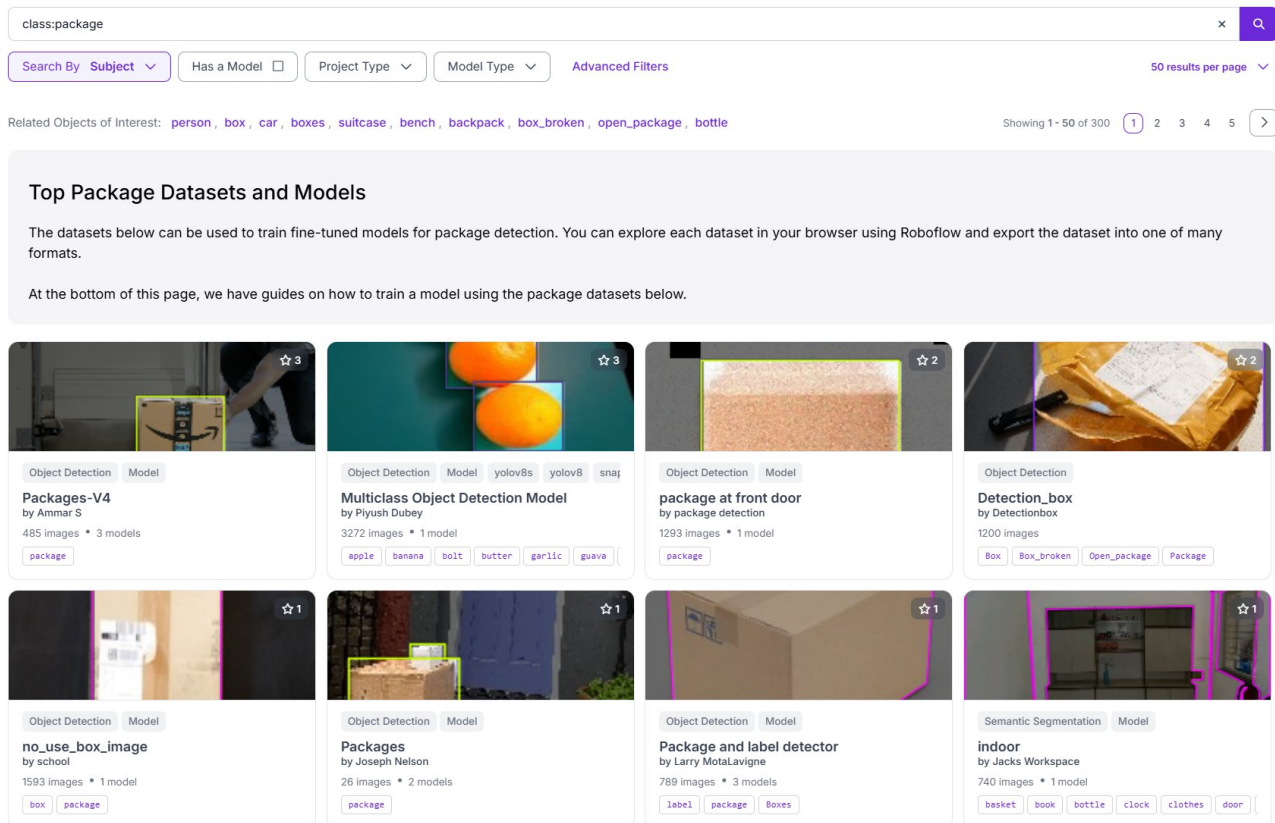 class:package
×
Search By Subject
Has a Model
Project Type
Model Type
Advanced Filters
50 results per page
Related Objects of Interest: person , box , car , boxes , suitcase , bench , backpack , box_broken , open_package , bottle
Showing 1 - 50 of 300
1 2 3 4 5
Top Package Datasets and Models
The datasets below can be used to train fine-tuned models for package detection. You can explore each dataset in your browser using Roboflow and export the dataset into one of many
formats.
At the bottom of this page, we have guides on how to train a model using the package datasets below.
3
Object Detection Model
Packages-V4
by Ammar S
485 images • 3 models
package
3
Object Detection Model yolov8s yolov8 snap
Multiclass Object Detection Model
by Piyush Dubey
3272 images • 1 model
apple banana bolt butter garlic guava
2
Object Detection Model
package at front door
by package detection
1293 images • 1 model
package
2
Object Detection
Detection_box
by Detectionbox
1200 images
Box Box_broken Open_package Package
1
Object Detection Model
no_use_box_image
by school
1593 images • 1 model
box package
1
Object Detection Model
Packages
by Joseph Nelson
26 images • 2 models
package
1
Object Detection Model
Package and label detector
by Larry MotaLavigne
789 images • 3 models
label package Boxes
1
Semantic Segmentation Model
indoor
by Jacks Workspace
740 images • 1 model
basket book bottle clock clothes door